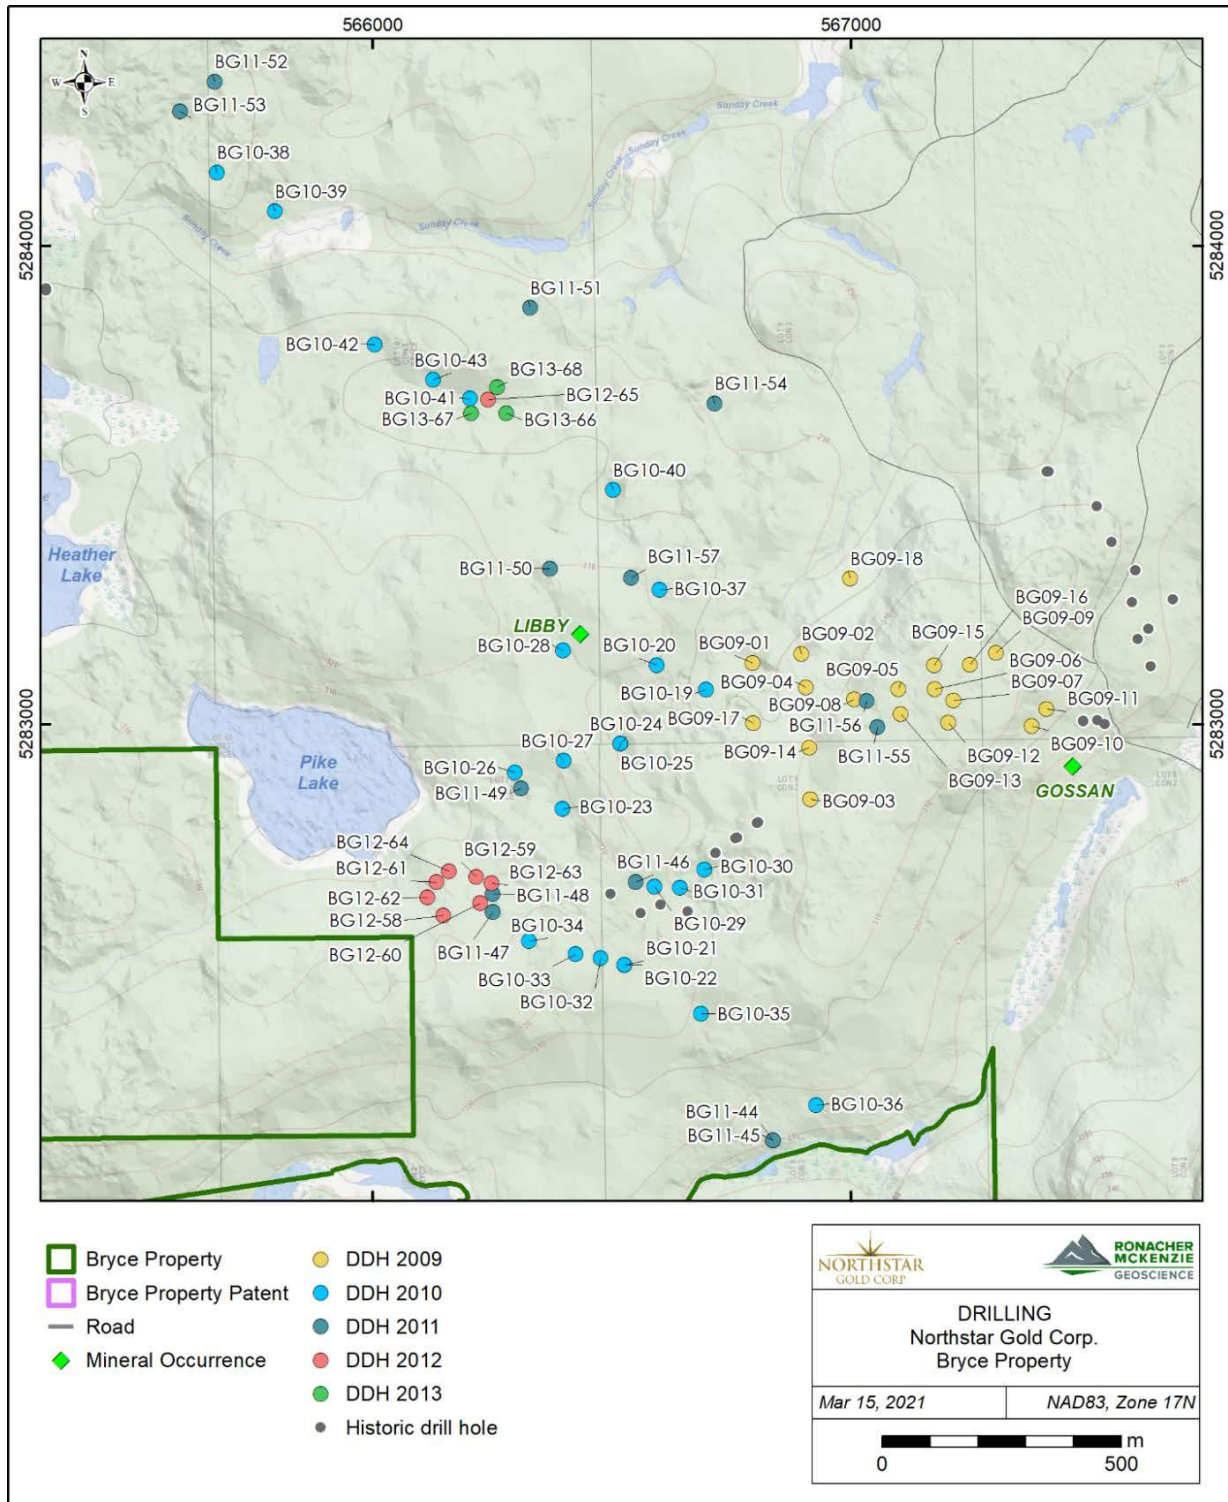 566000
567000
N
W
E
S
BG11-52
BG11-53
BG10-38
BG10-39
Sunday Creek
Sunday Creek
Sunday Creek
Sunday Creek
Sunday Creek
5284000
5284000
BG11-51
BG10-42
BG10-43
BG13-68
BG10-41
BG12-65
BG13-67
BG13-66
BG11-54
BG10-40
Heather
Lake
BG11-50
BG11-57
BG10-37
BG09-18
LIBBY
BG10-28
BG10-20
BG10-19
BG09-01
BG09-02
BG09-16
BG09-09
BG09-15
BG09-05
BG09-06
BG09-04
BG09-07
BG09-08
BG09-11
BG09-17
BG11-56
BG09-14
BG11-55
BG09-12
BG09-10
BG09-13
BG09-03
GOSSAN
5283000
5283000
BG10-24
BG10-27
BG10-25
BG10-26
BG11-49
BG10-23
Pike
Lake
BG12-64
BG12-59
BG12-61
BG12-63
BG12-62
BG11-48
BG12-58
BG12-60
BG11-47
BG11-46
BG10-30
BG10-31
BG10-29
BG10-34
BG10-33
BG10-32
BG10-21
BG10-22
BG10-35
BG11-44
BG11-45
BG10-36
Bryce Property
Bryce Property Patent
Road
Mineral Occurrence
DDH 2009
DDH 2010
DDH 2011
DDH 2012
DDH 2013
Historic drill hole
NORTHSTAR
GOLD CORP
RONACHER
MCKENZIE
GEOSCIENCE
DRILLING
Northstar Gold Corp.
Bryce Property
Mar 15, 2021
NAD83, Zone 17N
m
0
500